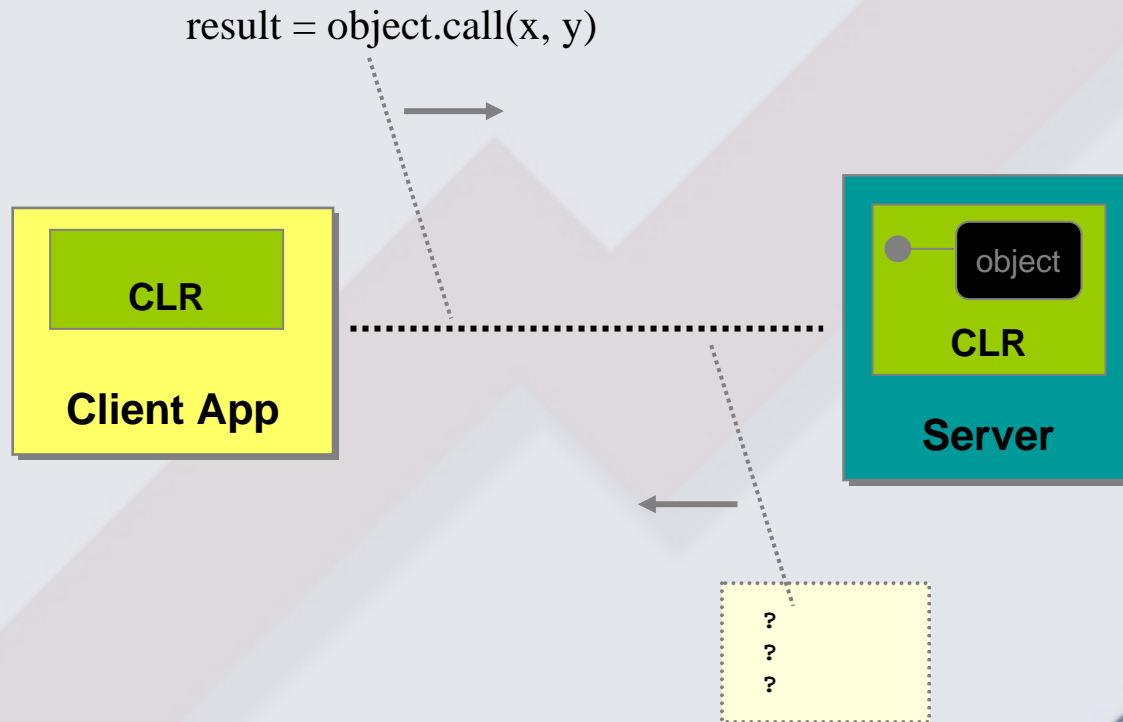 result = object.call(x, y)
CLR
Client App
object
CLR
Server
?
?
?